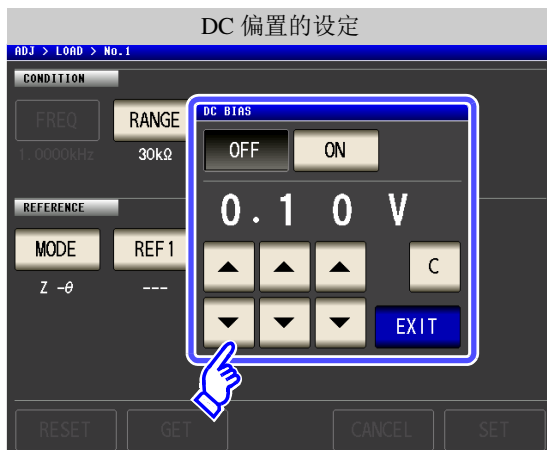 DC 偏置的设定
ADJ > LOAD > No.1
CONDITION
FREQ
RANGE
1.0000kHz
30kΩ
DC BIAS
OFF
ON
0.10 V
C
EXIT
REFERENCE
MODE
REF1
Z -θ
---
RESET
GET
CANCEL
SET